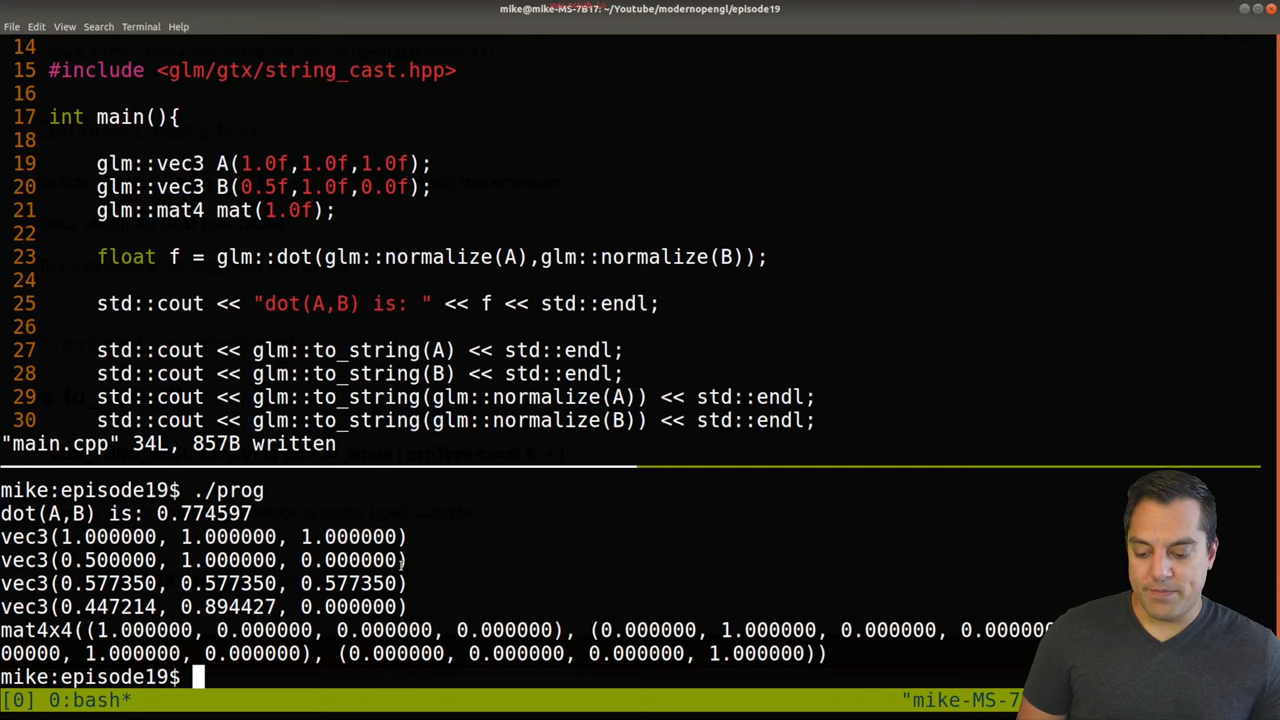 mike@mike-MS-7B17: ~/Youtube/modernopengl/episode19
File Edit View Search Terminal Help
14
15 #include <glm/gtx/string_cast.hpp>
16
17 int main(){
18
19     glm::vec3 A(1.0f,1.0f,1.0f);
20     glm::vec3 B(0.5f,1.0f,0.0f);
21     glm::mat4 mat(1.0f);
22
23     float f = glm::dot(glm::normalize(A),glm::normalize(B));
24
25     std::cout << "dot(A,B) is: " << f << std::endl;
26
27     std::cout << glm::to_string(A) << std::endl;
28     std::cout << glm::to_string(B) << std::endl;
29     std::cout << glm::to_string(glm::normalize(A)) << std::endl;
30     std::cout << glm::to_string(glm::normalize(B)) << std::endl;
"main.cpp" 34L, 857B written
mike:episode19$ ./prog
dot(A,B) is: 0.774597
vec3(1.000000, 1.000000, 1.000000)
vec3(0.500000, 1.000000, 0.000000)
vec3(0.577350, 0.577350, 0.577350)
vec3(0.447214, 0.894427, 0.000000)
mat4x4((1.000000, 0.000000, 0.000000, 0.000000), (0.000000, 1.000000, 0.000000, 0.00000
00000, 1.000000, 0.000000), (0.000000, 0.000000, 0.000000, 1.000000))
mike:episode19$
[0] 0:bash* "mike-MS-7